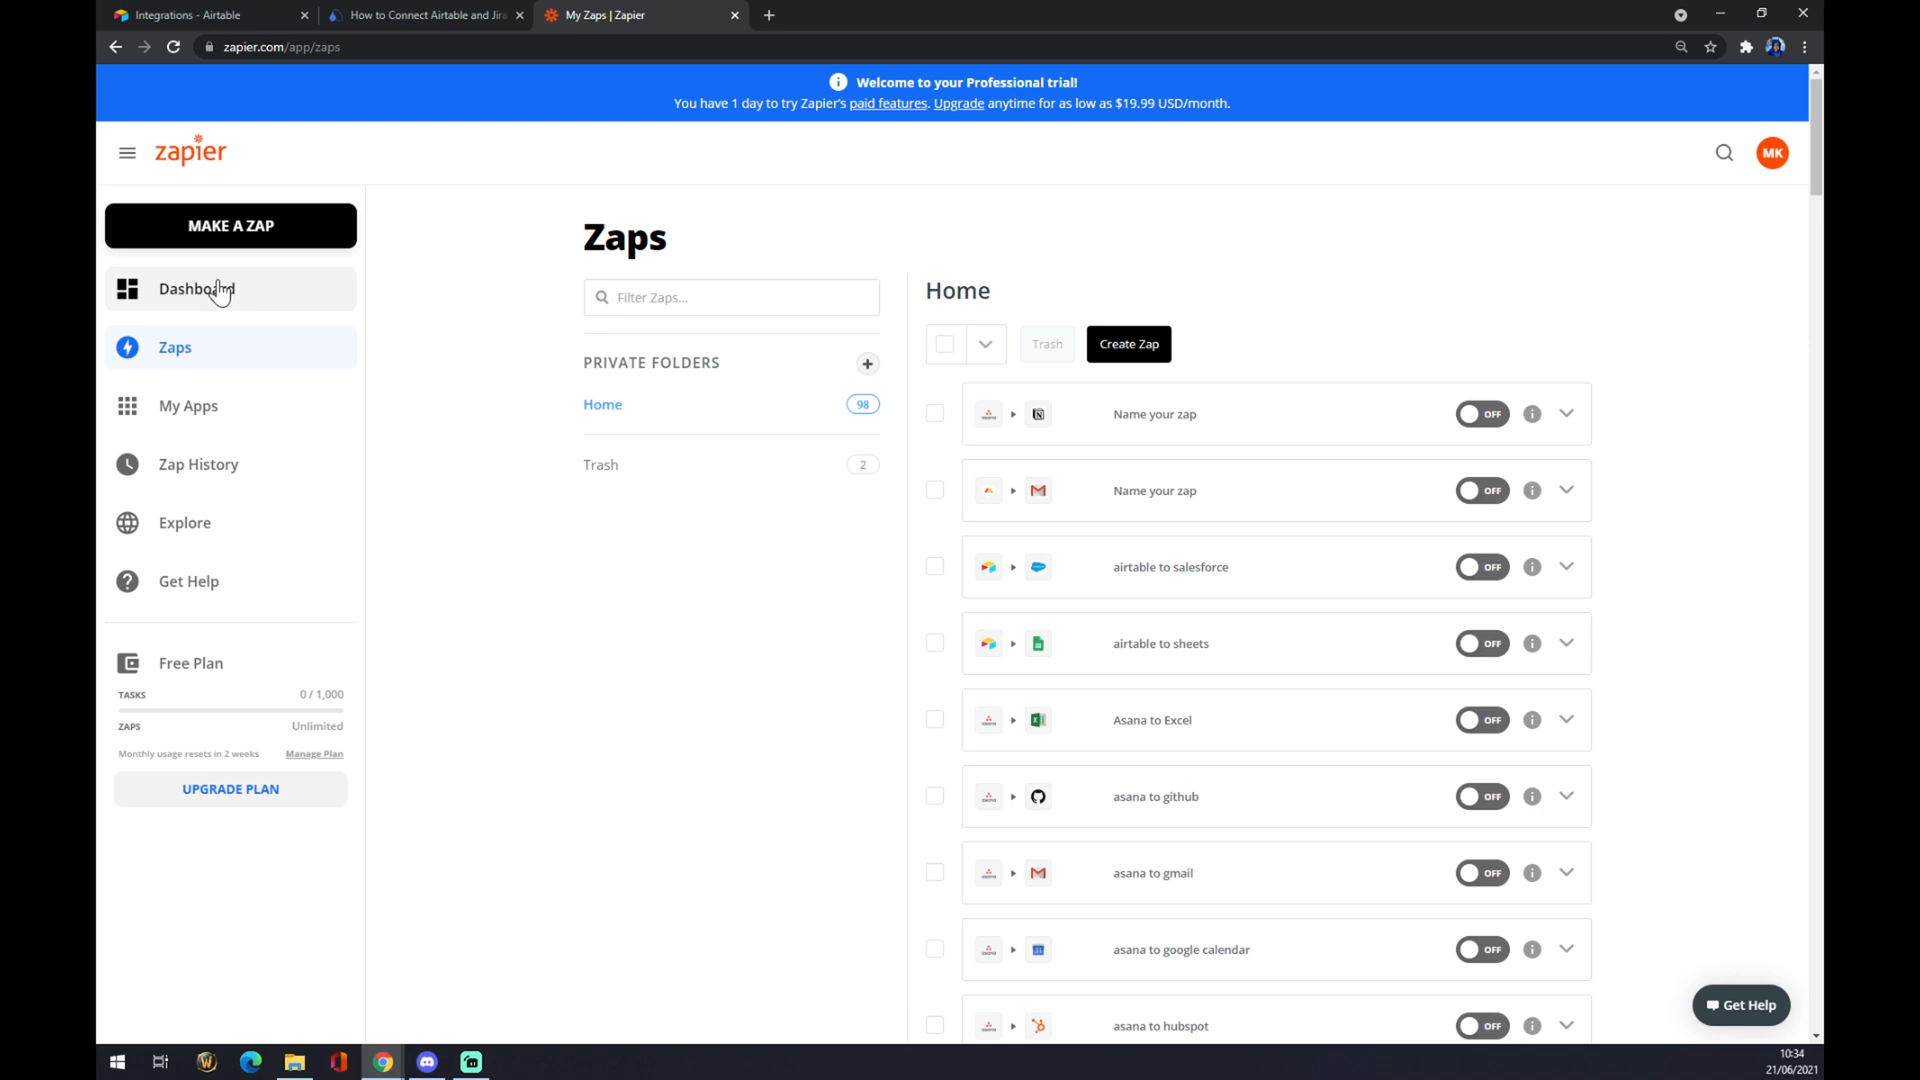 Integrations - Airtable
How to Connect Airtable and Jira
My Zaps | Zapier
zapier.com/app/zaps
Welcome to your Professional trial!
You have 1 day to try Zapier's paid features. Upgrade anytime for as low as $19.99 USD/month.
zapier
MK
MAKE A ZAP
Dashboard
Zaps
My Apps
Zap History
Explore
Get Help
Free Plan
TASKS 0 / 1,000
ZAPS Unlimited
Monthly usage resets in 2 weeks Manage Plan
UPGRADE PLAN
Zaps
Filter Zaps...
PRIVATE FOLDERS
Home 98
Trash 2
Home
Trash Create Zap
Name your zap OFF
Name your zap OFF
airtable to salesforce OFF
airtable to sheets OFF
Asana to Excel OFF
asana to github OFF
asana to gmail OFF
asana to google calendar OFF
asana to hubspot OFF
Get Help
10:34
21/06/2021